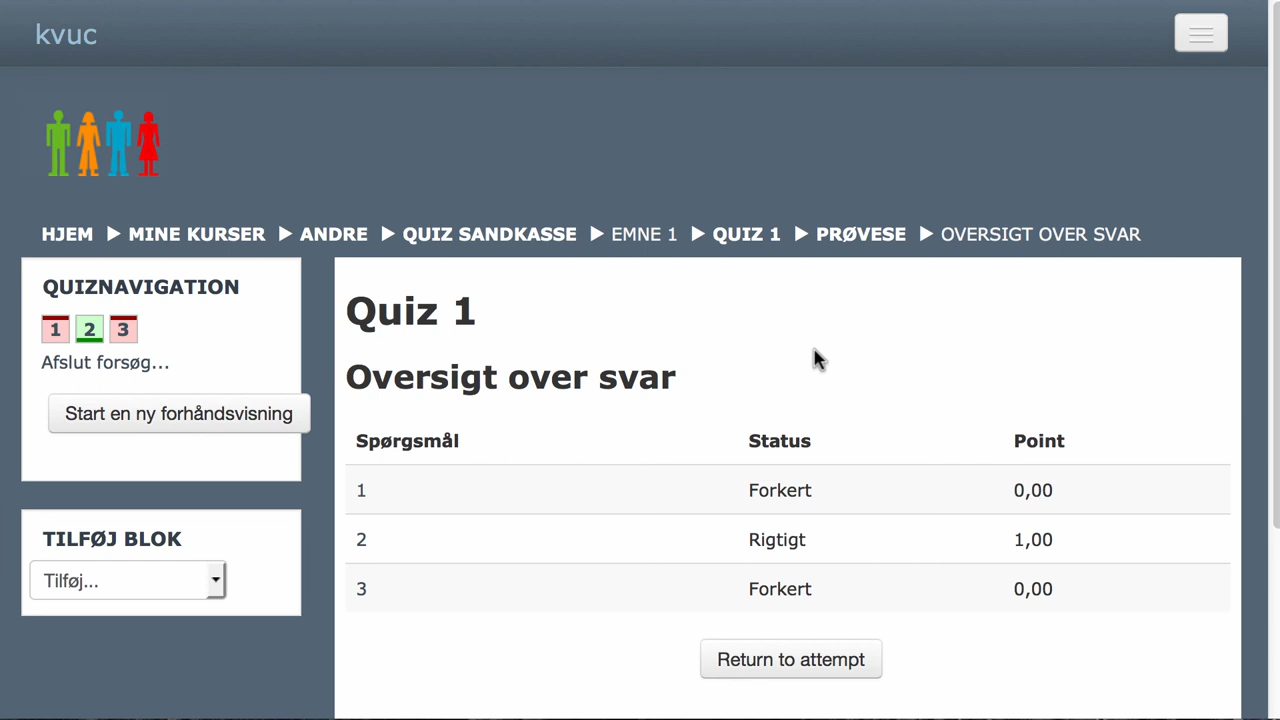 kvuc
HJEM ▶ MINE KURSER ▶ ANDRE ▶ QUIZ SANDKASSE ▶ EMNE 1 ▶ QUIZ 1 ▶ PRØVESE ▶ OVERSIGT OVER SVAR
QUIZNAVIGATION
1 2 3
Afslut forsøg...
Start en ny forhåndsvisning
TILFØJ BLOK
Tilføj...
Quiz 1
Oversigt over svar
Spørgsmål Status Point
1 Forkert 0,00
2 Rigtigt 1,00
3 Forkert 0,00
Return to attempt